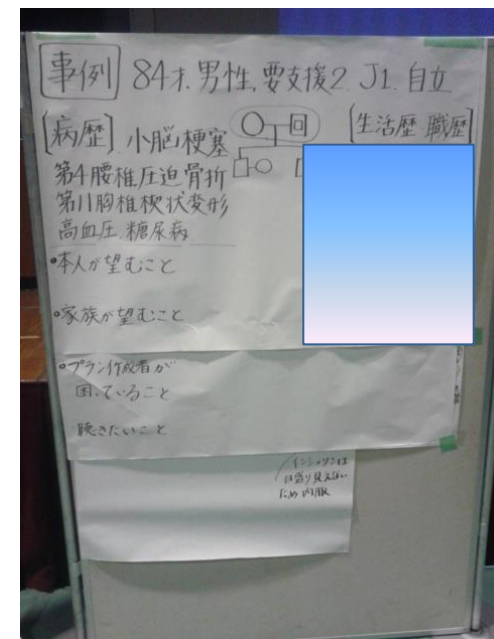 事例 84才. 男性. 要支援2. J1. 自立
[病歴] 小脳梗塞
[生活歴 職歴]
第4腰椎圧迫骨折
第11胸椎楔状変形
高血圧. 糖尿病
•本人が望むこと
•家族が望むこと
•プラン作成者が
困っていること
聴きたいこと
インシュリンは
目盛り見えない
ため内服